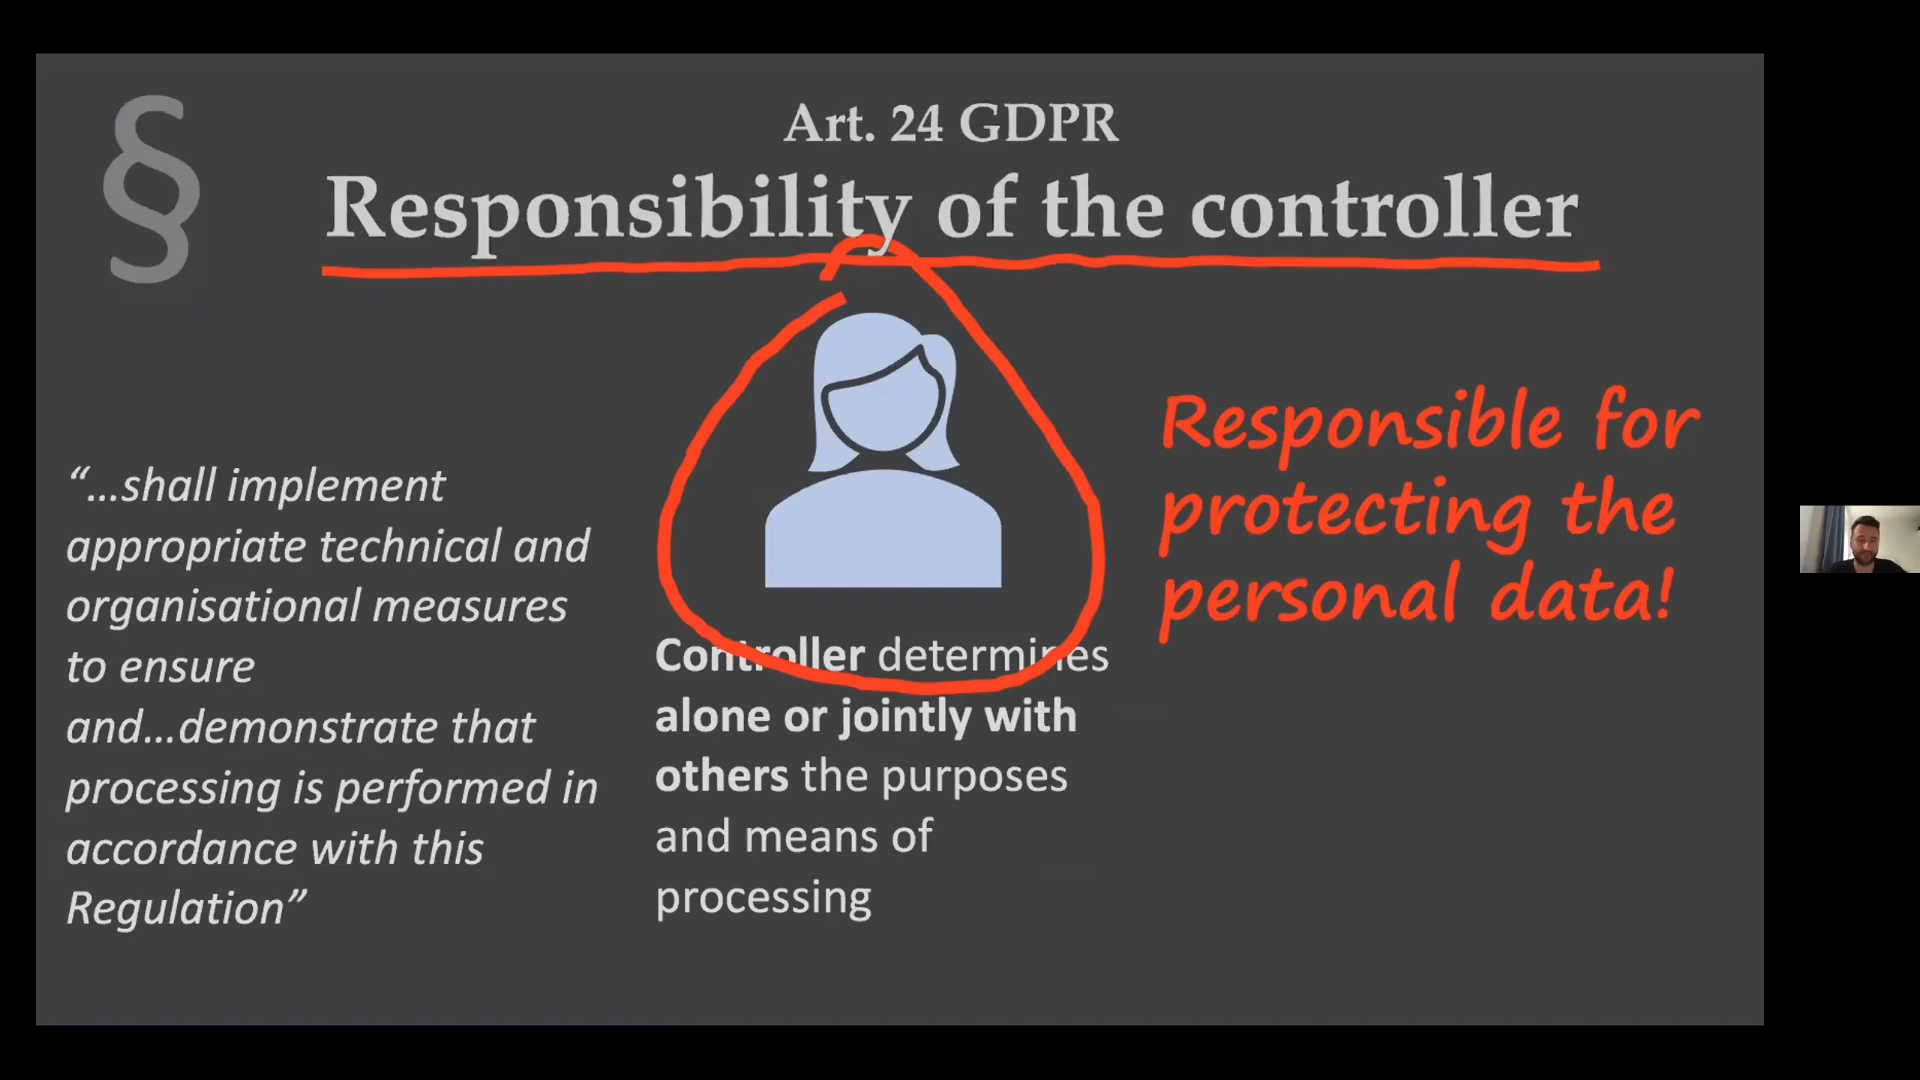 §
Art. 24 GDPR
Responsibility of the controller
“...shall implement
appropriate technical and
organisational measures
to ensure
and...demonstrate that
processing is performed in
accordance with this
Regulation”
Controller determines
alone or jointly with
others the purposes
and means of
processing
Responsible for
protecting the
personal data!